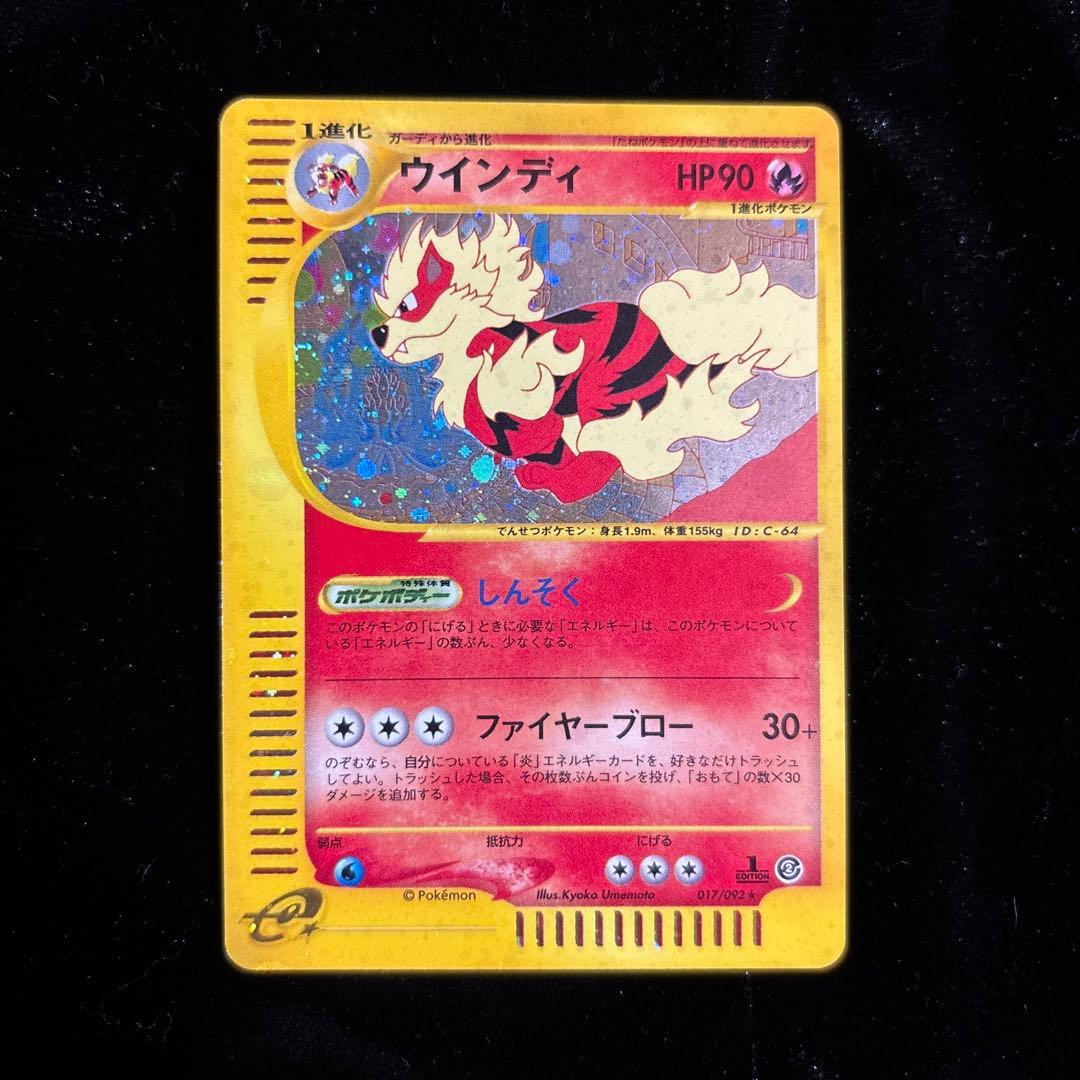 1進化
ガーディから進化
「たねポケモン」の上に重ねて進化させます
ウインディ HP90
1進化ポケモン
でんせつポケモン：身長1.9m、体重155kg ID：C-64
特殊体質
ポケボディー しんそく
このポケモンの「にげる」ときに必要な「エネルギー」は、このポケモンについて
いる「エネルギー」の数ぶん、少なくなる。
ファイヤーブロー 30+
のぞむなら、自分についている「炎」エネルギーカードを、好きなだけトラッシュ
してよい。トラッシュした場合、その枚数ぶんコインを投げ、「おもて」の数×30
ダメージを追加する。
弱点 抵抗力 にげる
1
EDITION
2
© Pokémon Illus.Kyoko Umemoto 017/092★
e